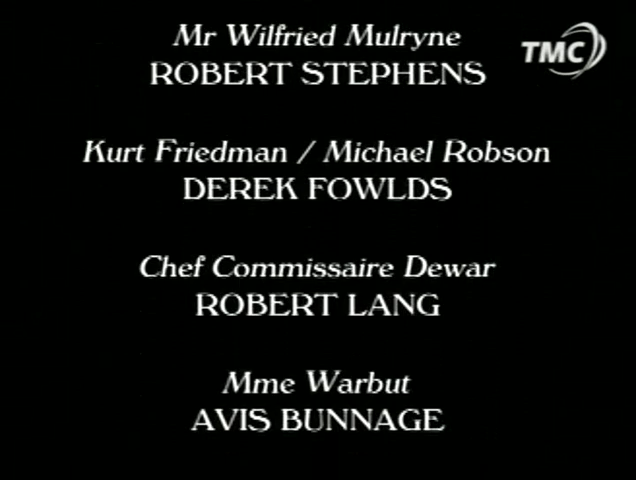 Mr Wilfried Mulryne
TMC
ROBERT STEPHENS
Kurt Friedman / Michael Robson
DEREK FOWLDS
Chef Commissaire Dewar
ROBERT LANG
Mme Warbut
AVIS BUNNAGE